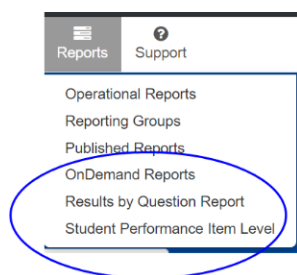 Reports Support
Operational Reports
Reporting Groups
Published Reports
OnDemand Reports
Results by Question Report
Student Performance Item Level